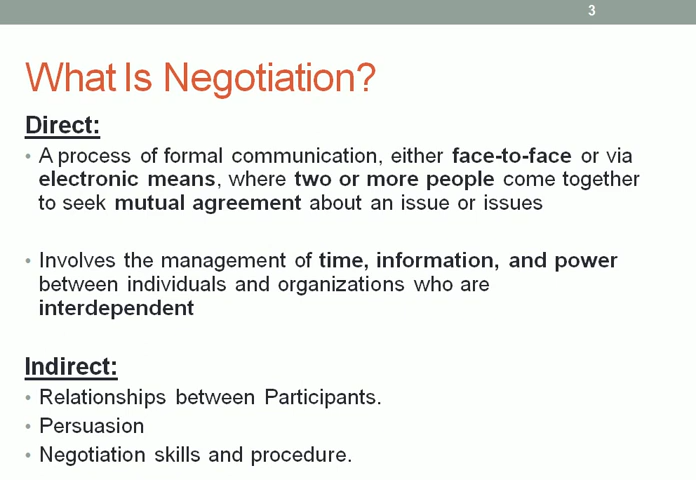 3
What Is Negotiation?
Direct:
• A process of formal communication, either face-to-face or via
electronic means, where two or more people come together
to seek mutual agreement about an issue or issues
• Involves the management of time, information, and power
between individuals and organizations who are
interdependent
Indirect:
• Relationships between Participants.
• Persuasion
• Negotiation skills and procedure.